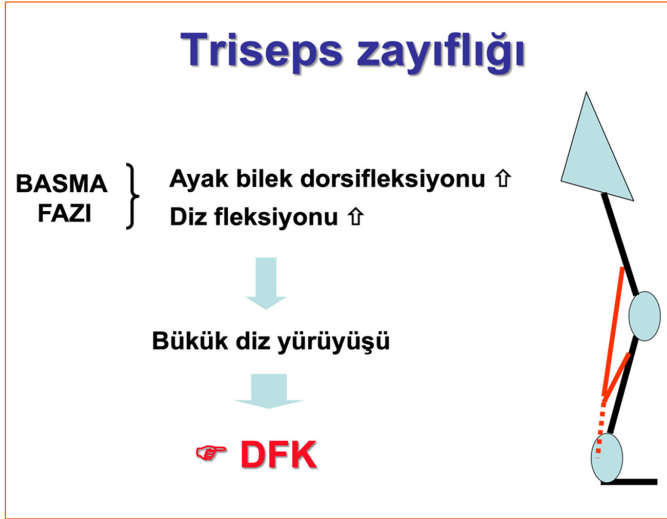 Triseps zayıflığı
BASMA
FAZI
Ayak bilek dorsifleksiyonu ⇧
Diz fleksiyonu ⇧
Bükük diz yürüyüşü
☞ DFK